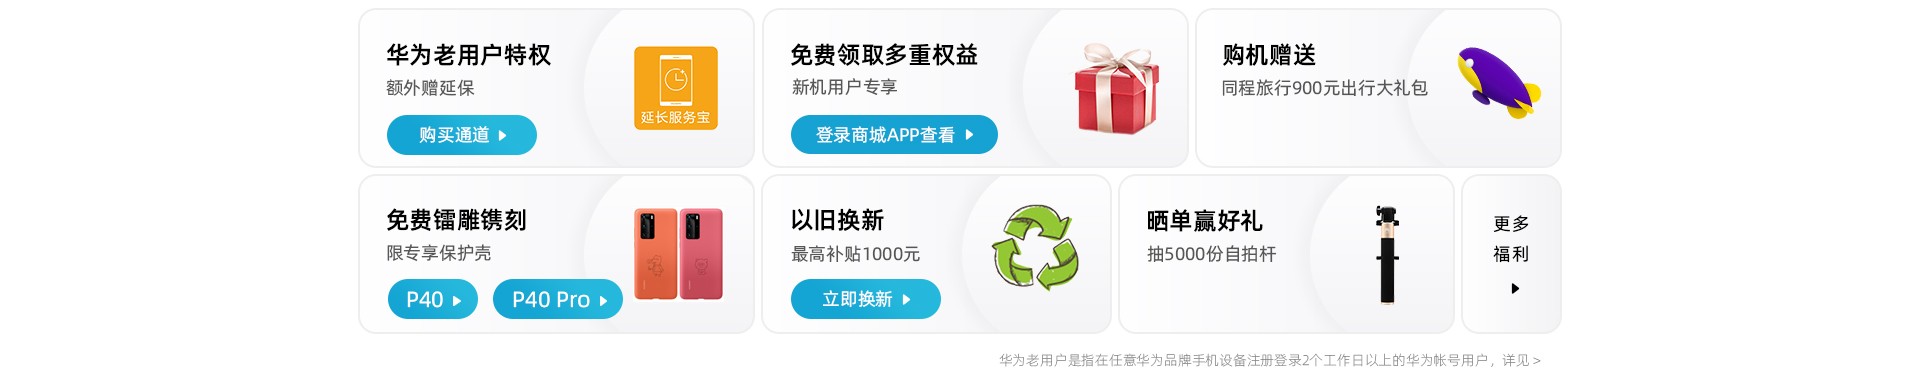 华为老用户特权
额外赠延保
购买通道
延长服务宝
免费领取多重权益
新机用户专享
登录商城APP查看
购机赠送
同程旅行900元出行大礼包
免费镭雕镌刻
限专享保护壳
P40
P40 Pro
以旧换新
最高补贴1000元
立即换新
晒单赢好礼
抽5000份自拍杆
更多
福利
华为老用户是指在任意华为品牌手机设备注册登录2个工作日以上的华为帐号用户，详见 >